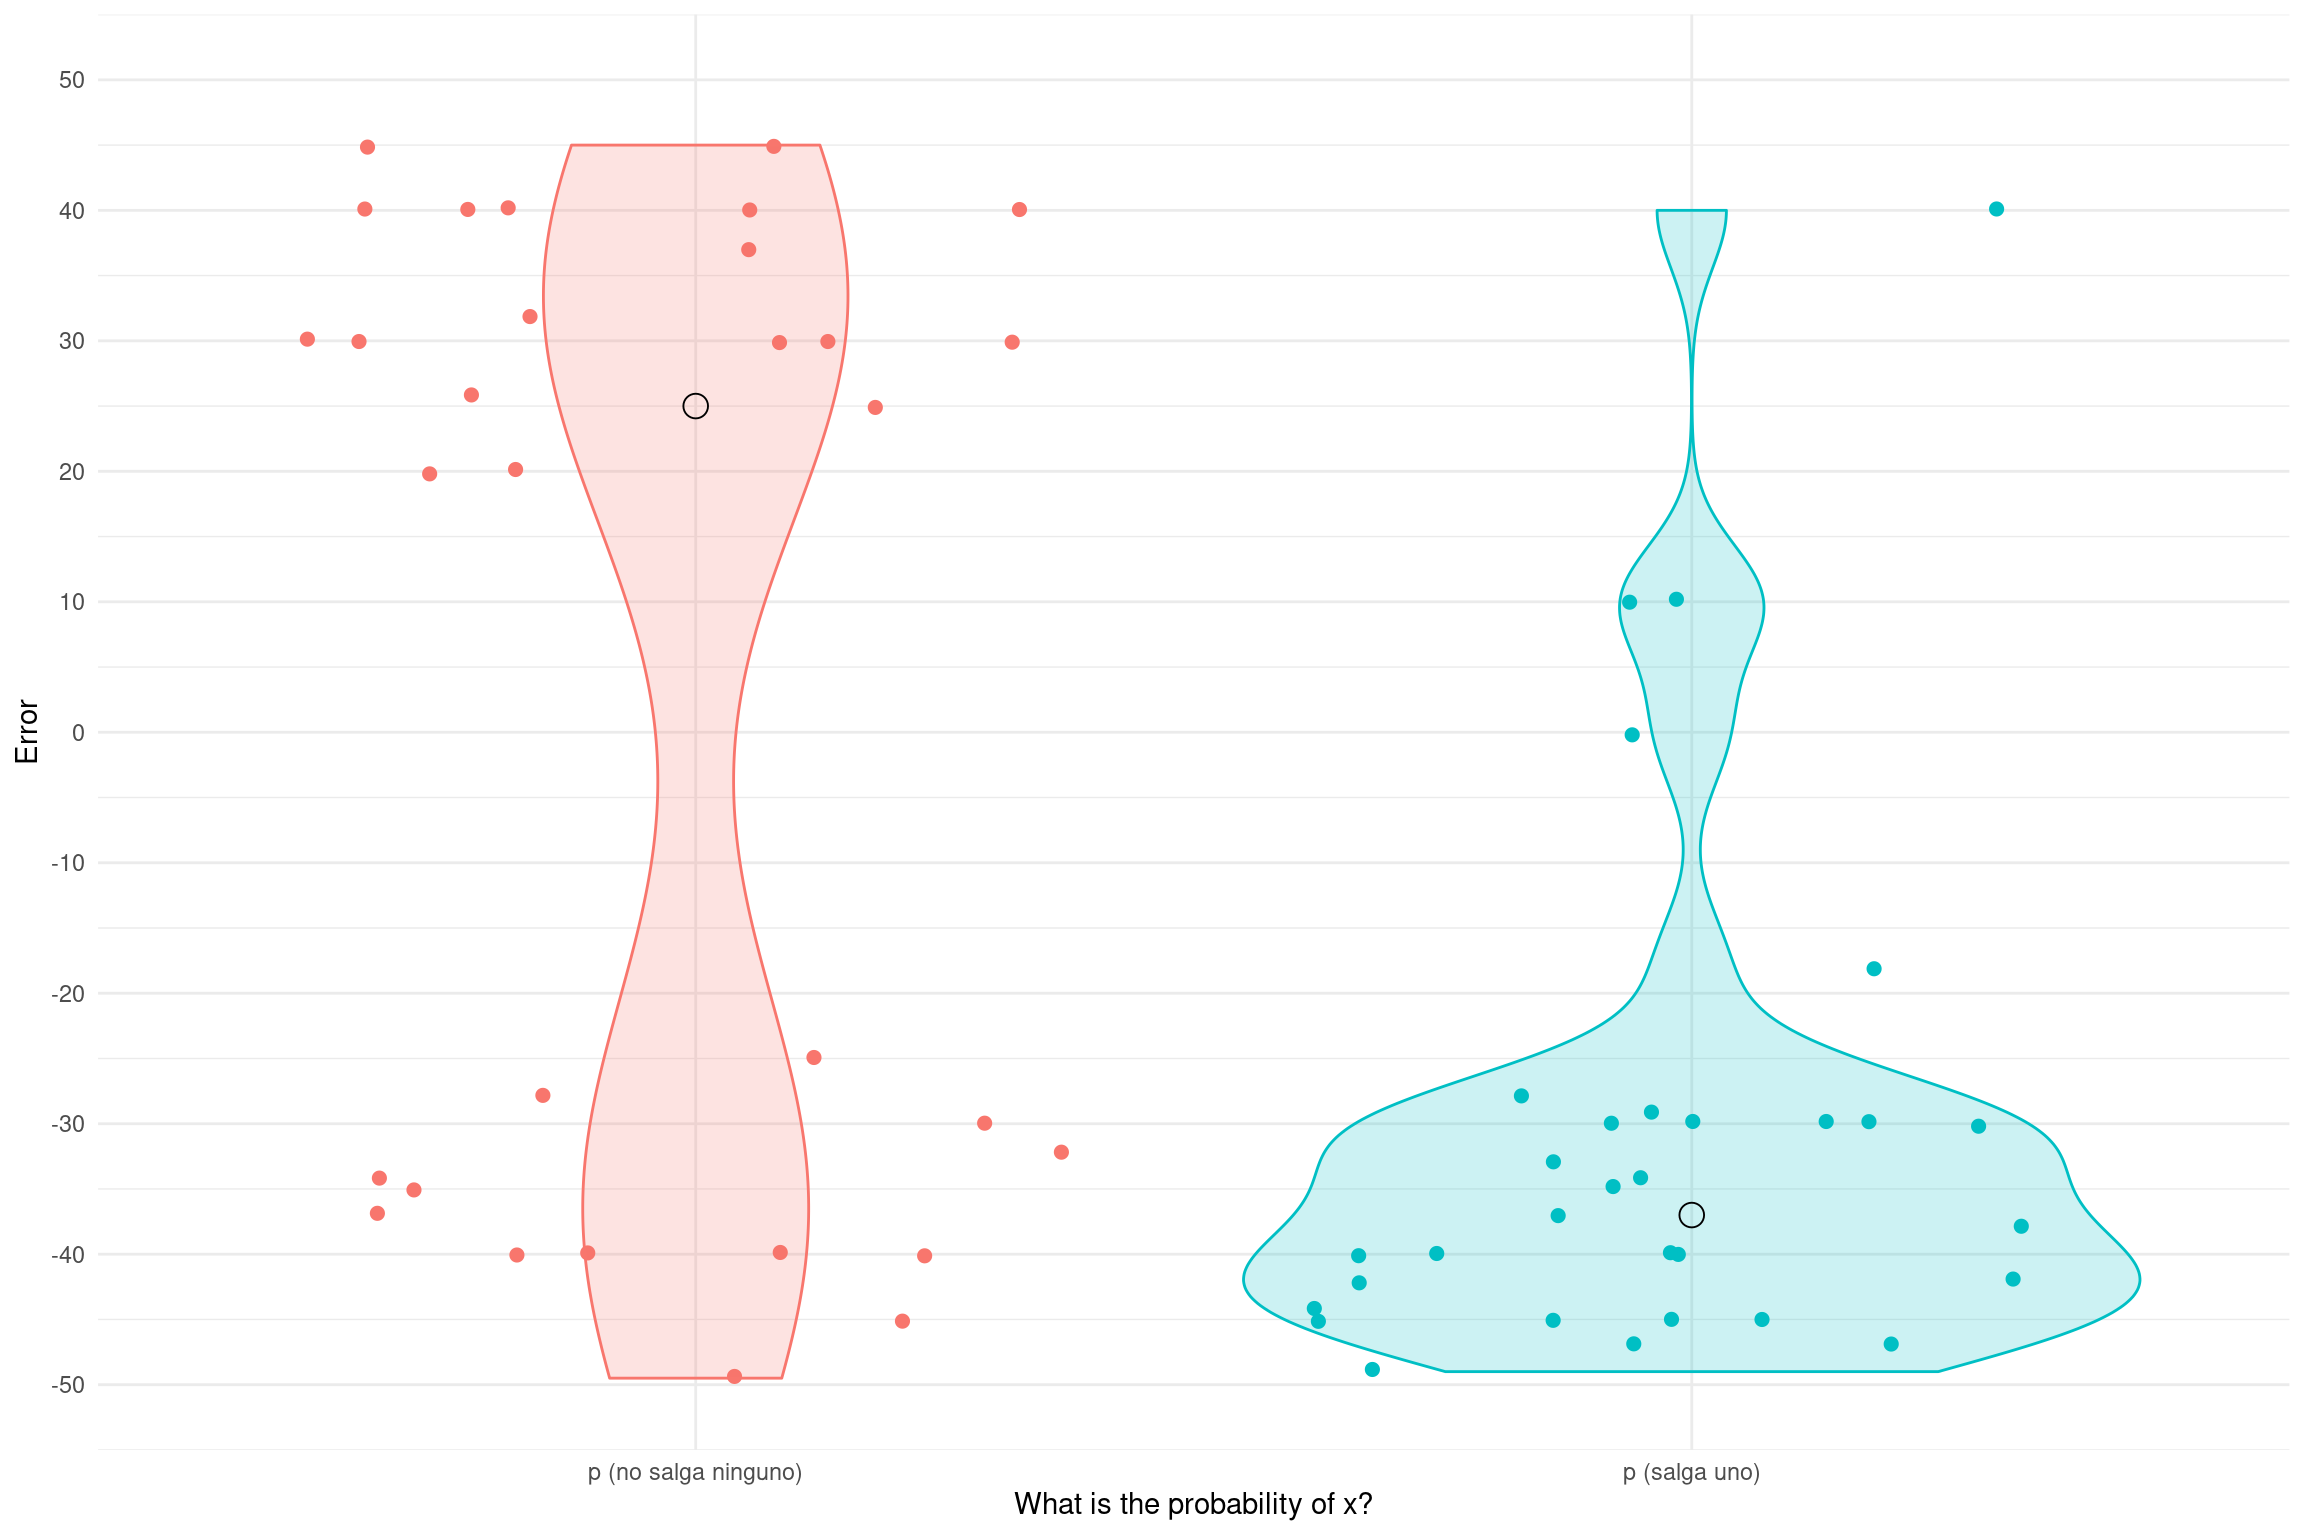 50
40
30
20
10
0
-10
-20
-30
-40
-50
Error
p (no salga ninguno)
p (salga uno)
What is the probability of x?